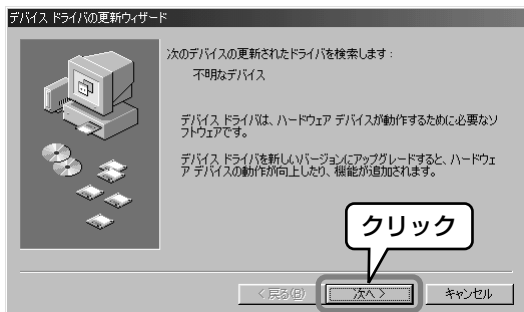 デバイス ドライバの更新ウィザード
次のデバイスの更新されたドライバを検索します:
不明なデバイス
デバイス ドライバは、ハードウェア デバイスが動作するために必要なソ
フトウェアです。
デバイス ドライバを新しいバージョンにアップグレードすると、ハードウェ
ア デバイスの動作が向上したり、機能が追加されます。
クリック
< 戻る(B)
次へ >
キャンセル